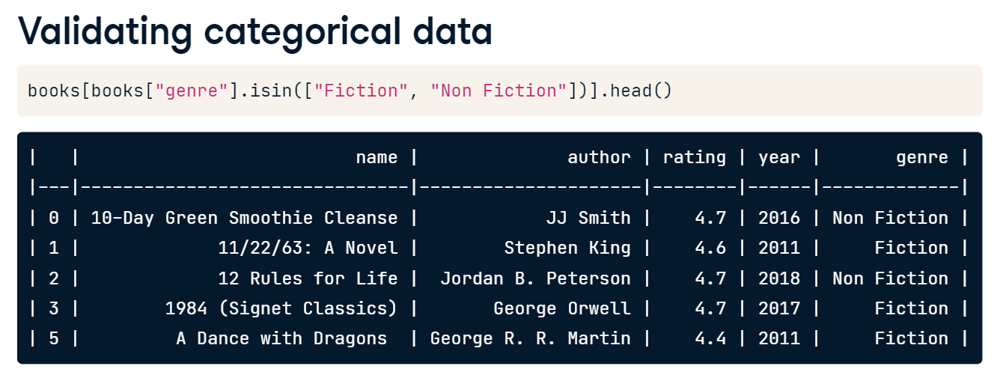 Validating categorical data
books[books["genre"].isin(["Fiction", "Non Fiction"])].head()
|   |                          name |              author | rating | year |       genre |
|---|-------------------------------|---------------------|--------|------|-------------|
| 0 | 10-Day Green Smoothie Cleanse |            JJ Smith |    4.7 | 2016 | Non Fiction |
| 1 |             11/22/63: A Novel |        Stephen King |    4.6 | 2011 |     Fiction |
| 2 |             12 Rules for Life |  Jordan B. Peterson |    4.7 | 2018 | Non Fiction |
| 3 |        1984 (Signet Classics) |       George Orwell |    4.7 | 2017 |     Fiction |
| 5 |         A Dance with Dragons  | George R. R. Martin |    4.4 | 2011 |     Fiction |